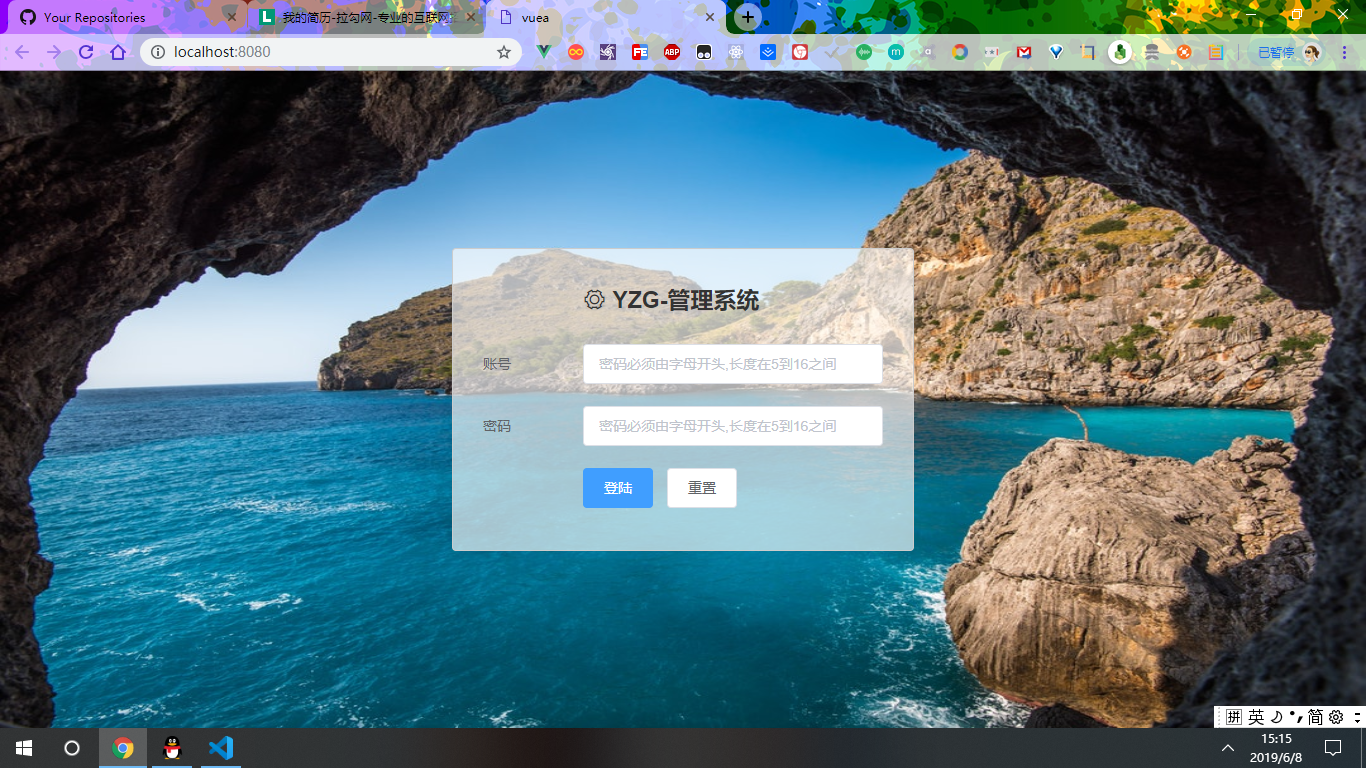 Your Repositories
我的简历-拉勾网-专业的互联网
vuea
localhost:8080
FE
ABP
m
已暂停
YZG-管理系统
账号
密码必须由字母开头,长度在5到16之间
密码
密码必须由字母开头,长度在5到16之间
登陆
重置
拼 英 简
15:15
2019/6/8